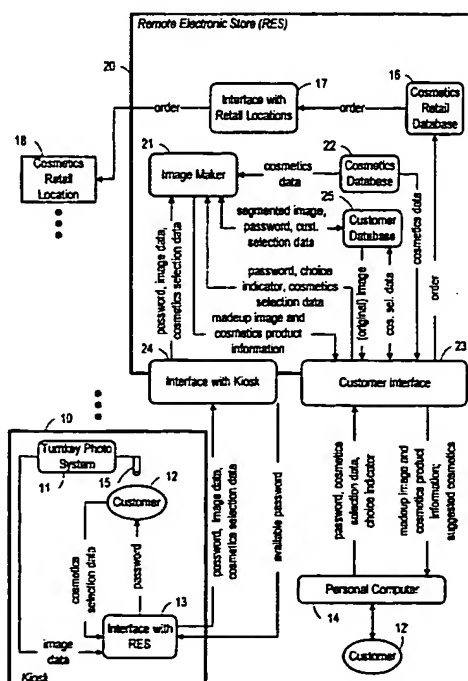 Remote Electronic Store (RES)
20
17
16
Interface with
Retail Locations
Cosmetics
Retail
Database
order
order
18
Cosmetics
Retail
Location
21
Image Maker
cosmetics
data
22
Cosmetics
Database
25
Customer
Database
segmented image,
password, cust.
selection data
password, image data,
cosmetics selection data
password, choice
indicator, cosmetics
selection data
madeup image and
cosmetics product
information
(original) image
cos. sel. data
cosmetics data
order
24
23
Interface with Kiosk
Customer Interface
10
Turnkey Photo
System
11
15
12
Customer
cosmetics
selection data
password
13
Interface with
RES
image
data
Kiosk
password, image data,
cosmetics selection data
available password
password, cosmetics
selection data,
choice indicator
madeup image and
cosmetics product
information;
suggested cosmetics
Personal Computer
14
Customer
12'